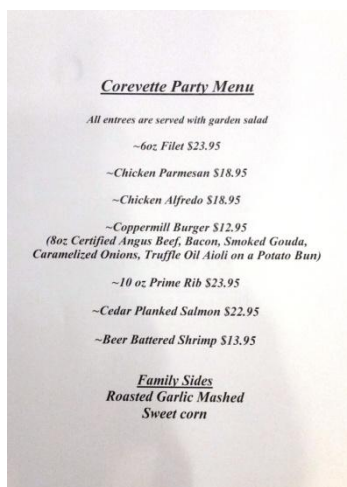 Corevette Party Menu
All entrees are served with garden salad
~6oz Filet $23.95
~Chicken Parmesan $18.95
~Chicken Alfredo $18.95
~Coppermill Burger $12.95
(8oz Certified Angus Beef, Bacon, Smoked Gouda,
Caramelized Onions, Truffle Oil Aioli on a Potato Bun)
~10 oz Prime Rib $23.95
~Cedar Planked Salmon $22.95
~Beer Battered Shrimp $13.95
Family Sides
Roasted Garlic Mashed
Sweet corn